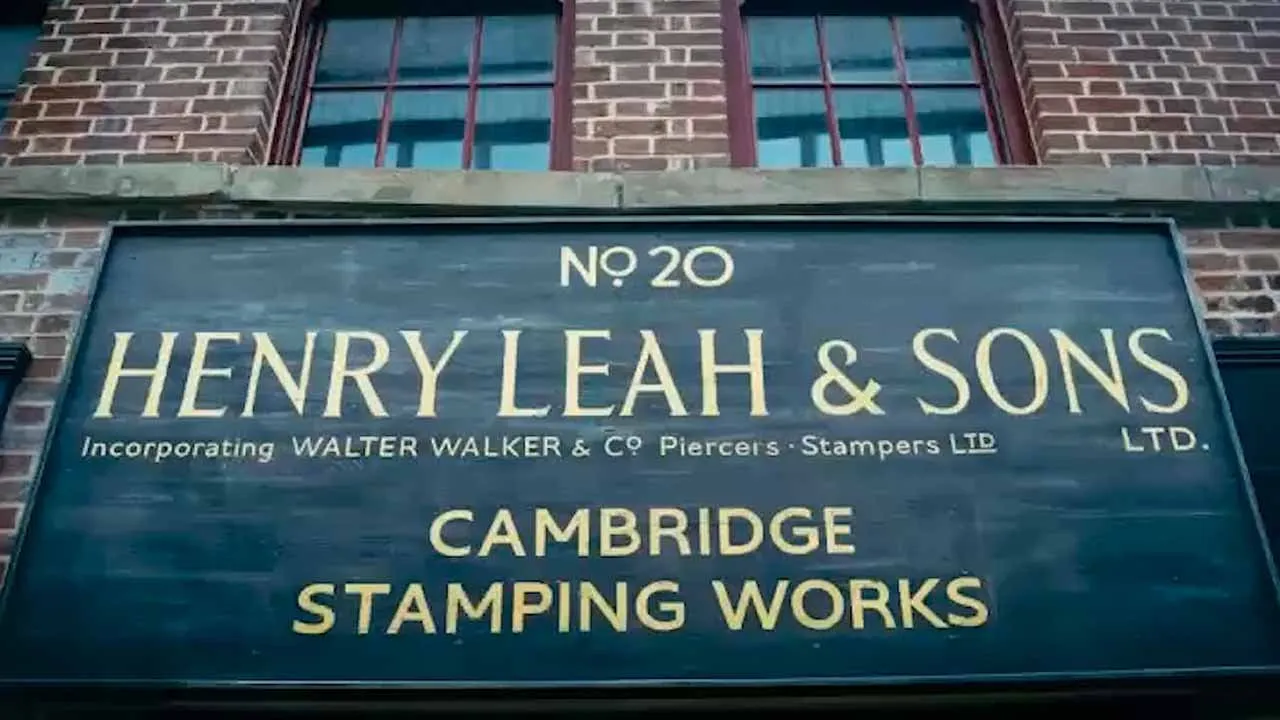 Nº 20
HENRY LEAH & SONS
LTD.
Incorporating WALTER WALKER & Cº Piercers · Stampers LTD
CAMBRIDGE
STAMPING WORKS